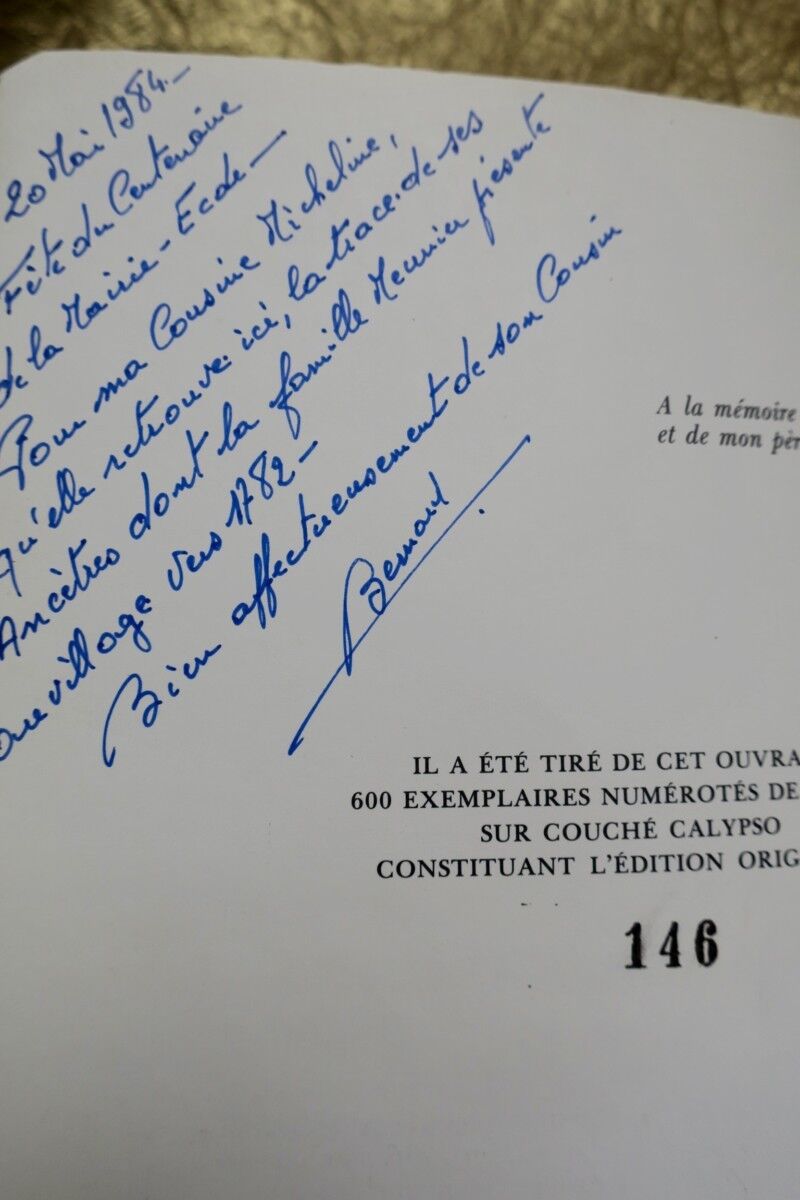 20 Mai 1984.-
Fête du Centenaire
de la Mairie-Ecole-
Pour ma Cousine Micheline,
qu'elle retrouve ici, la trace de ses
Ancêtres dont la famille Meunier présente
au village vers 1782-
Bien affectueusement de son Cousin
Bernard
A la mémoire
et de mon pèr
IL A ÉTÉ TIRÉ DE CET OUVRA
600 EXEMPLAIRES NUMÉROTÉS DE
SUR COUCHÉ CALYPSO
CONSTITUANT L'ÉDITION ORIG
146